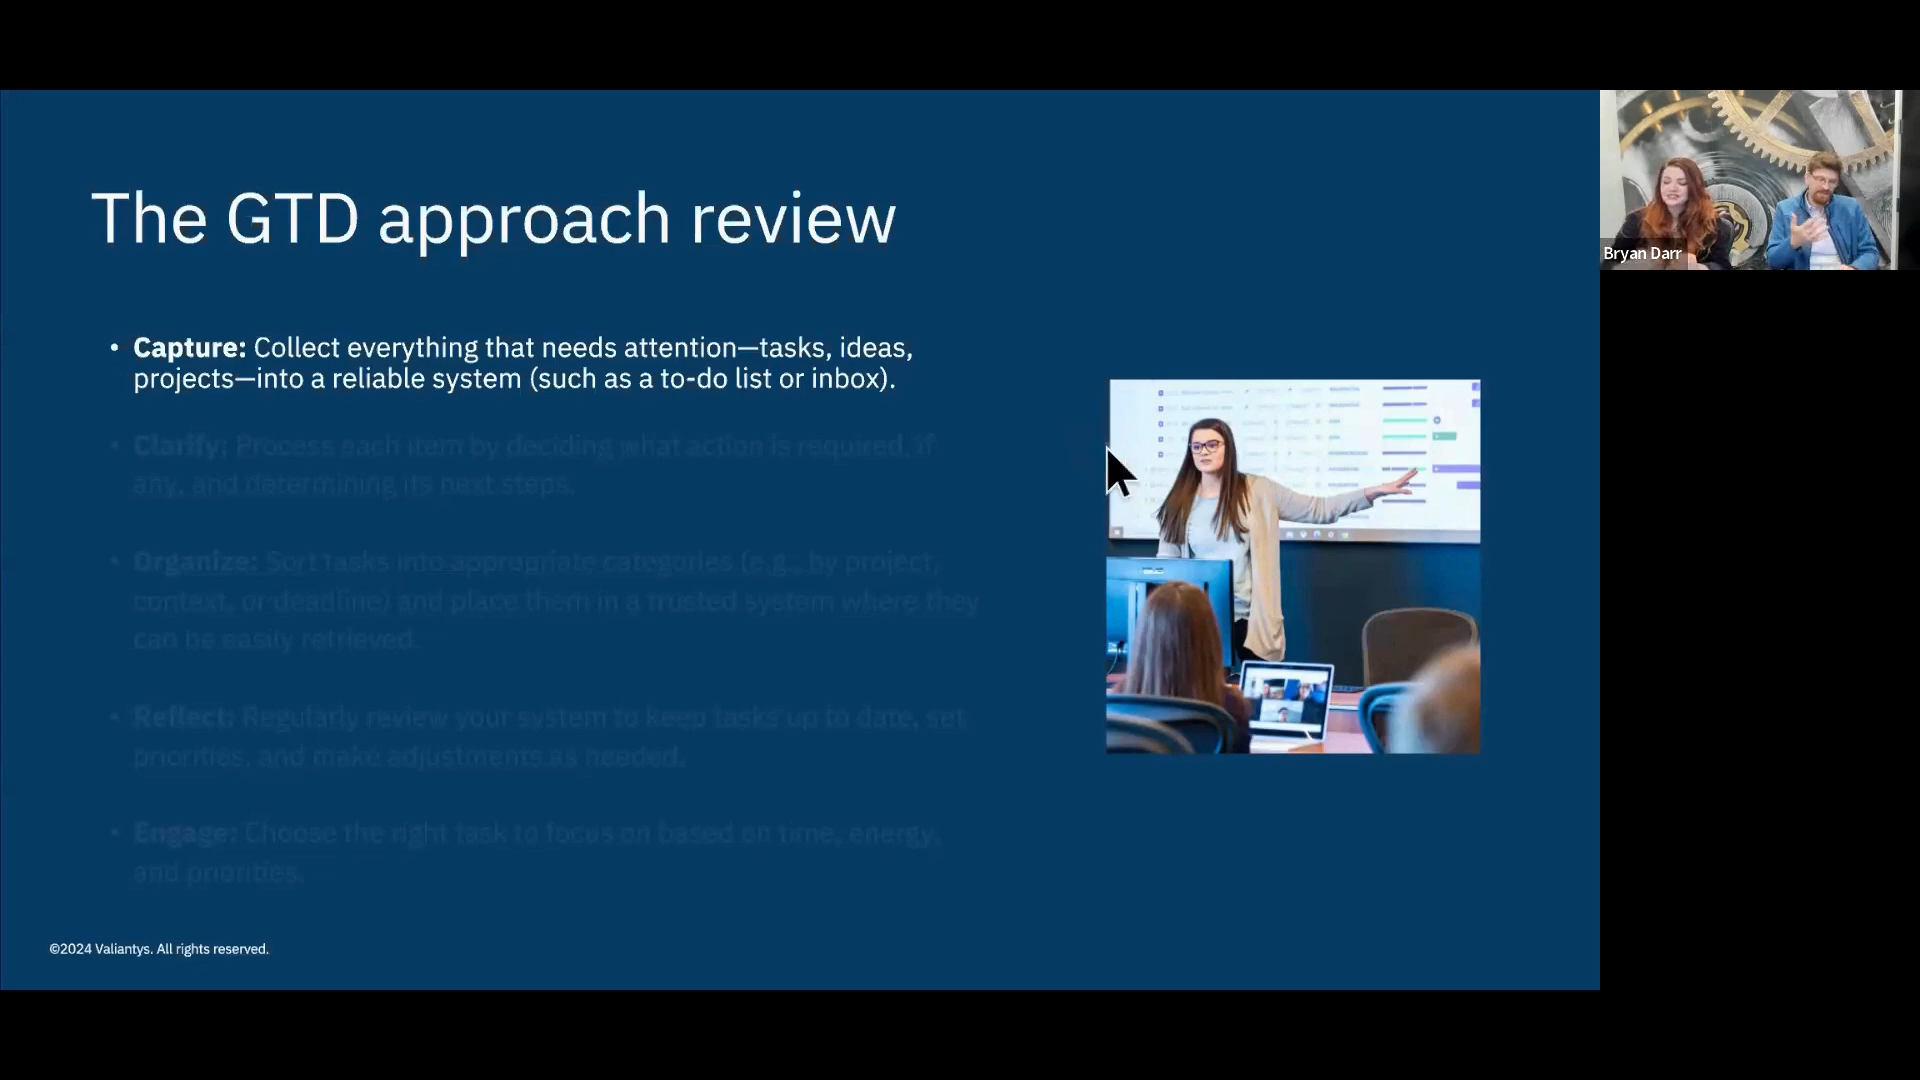 The GTD approach review
• Capture: Collect everything that needs attention—tasks, ideas,
projects—into a reliable system (such as a to-do list or inbox).
• Clarify: Process each item by deciding what action is required, if
any, and determining its next steps.
• Organize: Sort tasks into appropriate categories (e.g., by project,
context, or deadline) and place them in a trusted system where they
can be easily retrieved.
• Reflect: Regularly review your system to keep tasks up to date, set
priorities, and make adjustments as needed.
• Engage: Choose the right task to focus on based on time, energy,
and priorities.
©2024 Valiantys. All rights reserved.
Bryan Darr